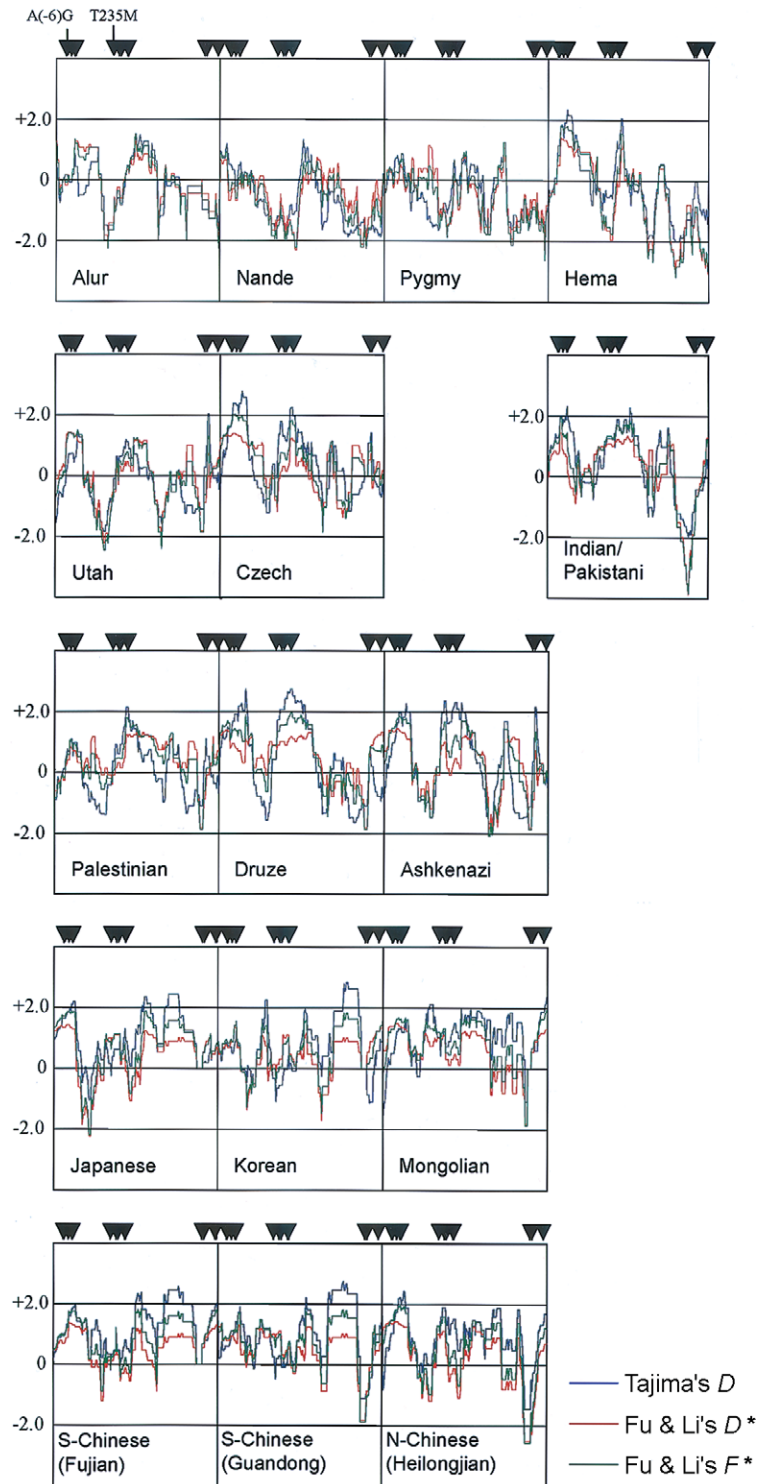 A(-6)G T235M
+2.0
0
-2.0
Alur Nande Pygmy Hema
+2.0
0
-2.0
Utah Czech
+2.0
0
-2.0
Indian/
Pakistani
+2.0
0
-2.0
Palestinian Druze Ashkenazi
+2.0
0
-2.0
Japanese Korean Mongolian
+2.0
0
-2.0
S-Chinese S-Chinese N-Chinese
(Fujian) (Guandong) (Heilongjian)
Tajima's D
Fu & Li's D*
Fu & Li's F*